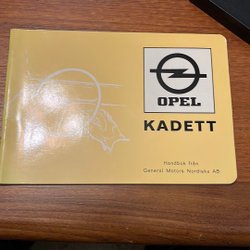 OPEL
KADETT
Handbok från
General Motors Nordiska AB